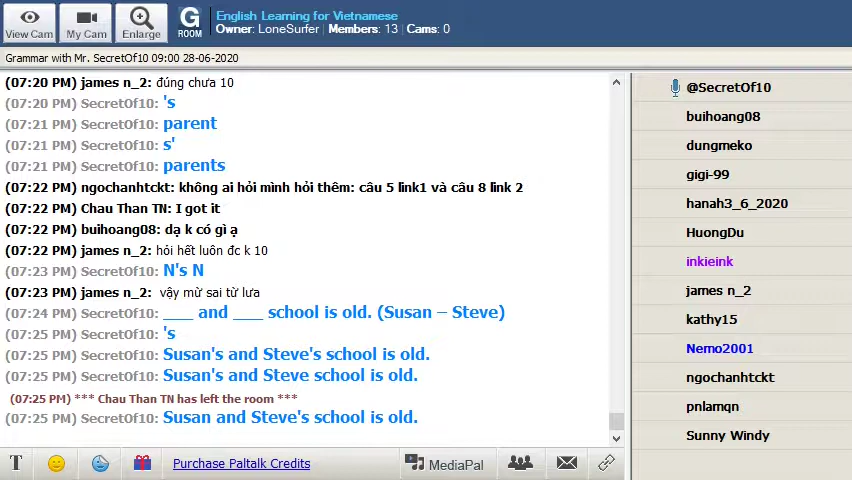 View Cam
My Cam
Enlarge
G
ROOM
English Learning for Vietnamese
Owner: LoneSurfer Members: 13 Cams: 0
Grammar with Mr. SecretOf10 09:00 28-06-2020
(07:20 PM) james n_2: đúng chưa 10
(07:20 PM) SecretOf10: 's
(07:21 PM) SecretOf10: parent
(07:21 PM) SecretOf10: s'
(07:21 PM) SecretOf10: parents
(07:22 PM) ngochanhtckt: không ai hỏi mình hỏi thêm: câu 5 link1 và câu 8 link 2
(07:22 PM) Chau Than TN: I got it
(07:22 PM) buihoang08: dạ k có gì ạ
(07:22 PM) james n_2: hỏi hết luôn đc k 10
(07:23 PM) SecretOf10: N's N
(07:23 PM) james n_2: vậy mừ sai từ lưa
(07:24 PM) SecretOf10: ___ and ___ school is old. (Susan – Steve)
(07:25 PM) SecretOf10: 's
(07:25 PM) SecretOf10: Susan's and Steve's school is old.
(07:25 PM) SecretOf10: Susan's and Steve school is old.
(07:25 PM) *** Chau Than TN has left the room ***
(07:25 PM) SecretOf10: Susan and Steve's school is old.
@SecretOf10
buihoang08
dungmeko
gigi-99
hanah3_6_2020
HuongDu
inkieink
james n_2
kathy15
Nemo2001
ngochanhtckt
pnlamqn
Sunny Windy
T
Purchase Paltalk Credits
MediaPal